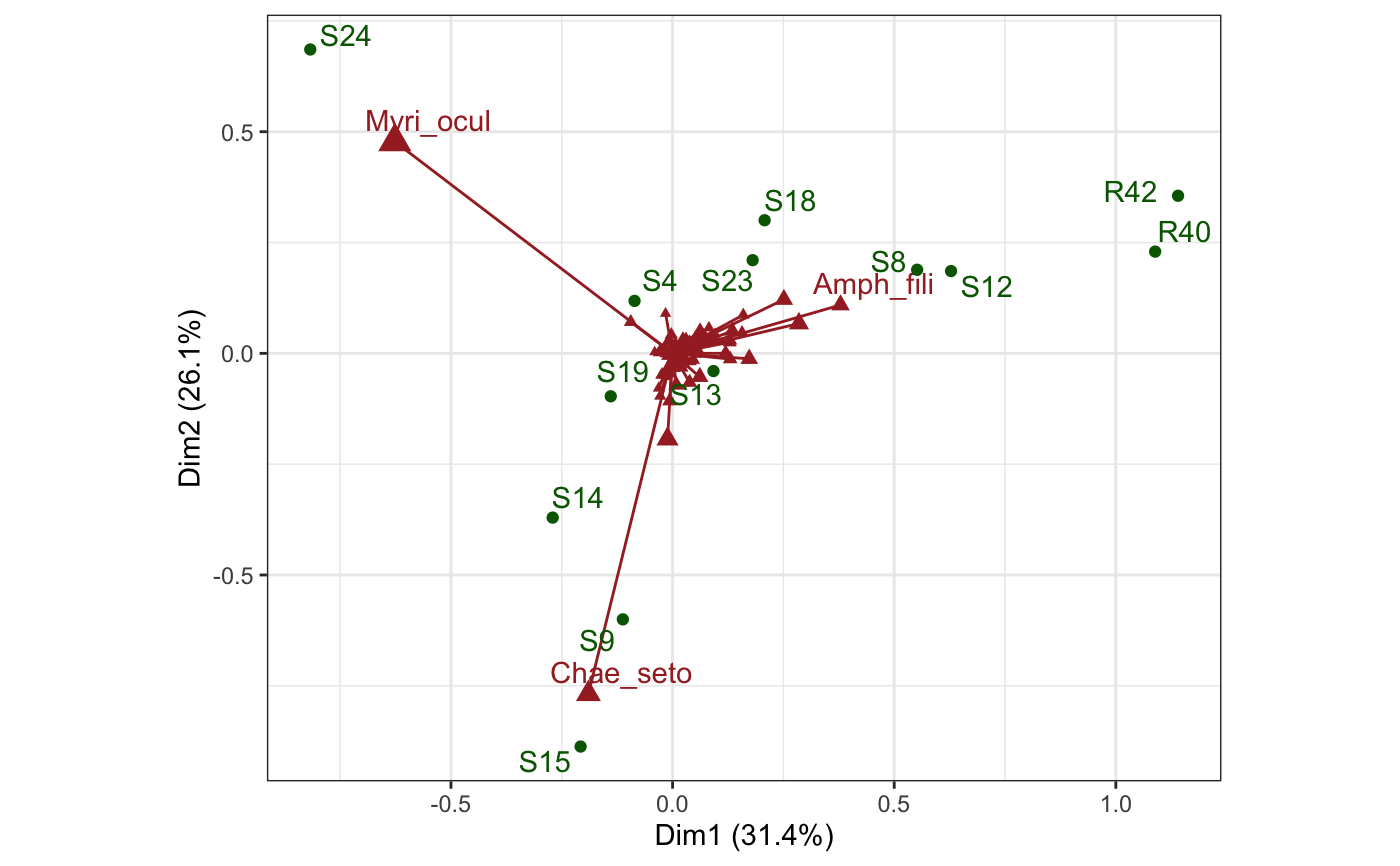 S24
Myri_ocul
0.5
R42
S18
R40
S8
S4
S23
Amph_fili
S12
0.0
S19
S13
Dim2 (26.1%)
S14
-0.5
S9
Chae_seto
S15
-0.5
0.0
0.5
1.0
Dim1 (31.4%)